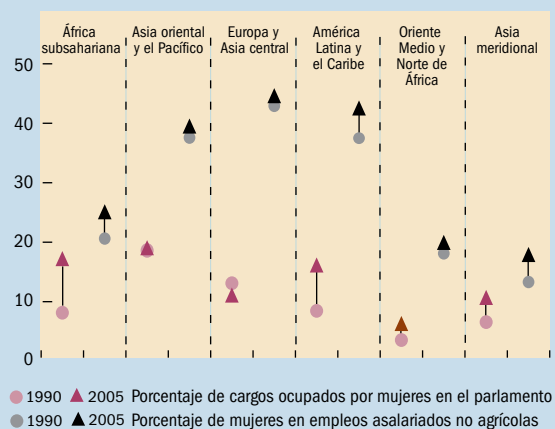 África
subsahariana
Asia oriental
y el Pacífico
Europa y
Asia central
América
Latina y
el Caribe
Oriente
Medio y
Norte de
África
Asia
meridional
50
40
30
20
10
0
1990 2005 Porcentaje de cargos ocupados por mujeres en el parlamento
1990 2005 Porcentaje de mujeres en empleos asalariados no agrícolas